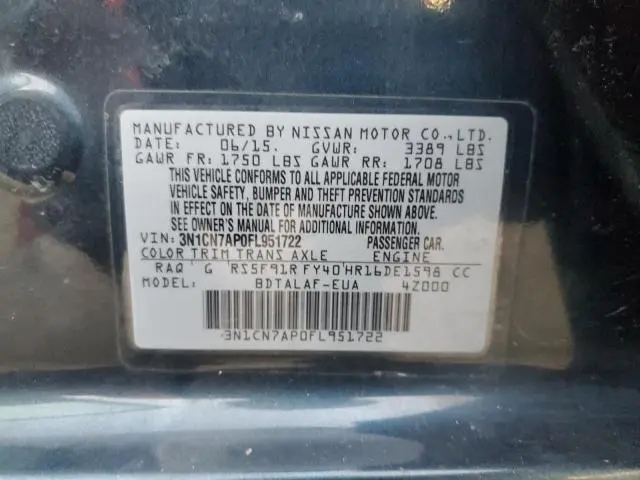 MANUFACTURED BY NISSAN MOTOR CO., LTD.
DATE: 06/15. GVWR: 3389 LBS
GAWR FR: 1750 LBS GAWR RR: 1708 LBS
THIS VEHICLE CONFORMS TO ALL APPLICABLE FEDERAL MOTOR
VEHICLE SAFETY, BUMPER AND THEFT PREVENTION STANDARDS
IN EFFECT ON THE DATE OF MANUFACTURE SHOWN ABOVE.
SEE OWNER'S MANUAL FOR ADDITIONAL INFORMATION.
VIN: 3N1CN7AP0FL951722 PASSENGER CAR.
COLOR TRIM TRANS AXLE ENGINE
RAQ G RS5F91R FY40 HR16DE1598 CC
BDTALAF-EUA 4Z000
3N1CN7AP0FL951722